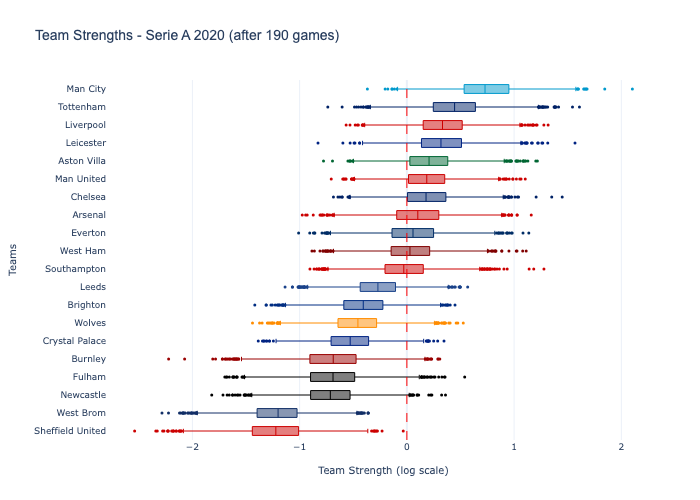 Team Strengths - Serie A 2020 (after 190 games)
Man City
Tottenham
Liverpool
Leicester
Aston Villa
Man United
Chelsea
Arsenal
Everton
West Ham
Southampton
Leeds
Brighton
Wolves
Crystal Palace
Burnley
Fulham
Newcastle
West Brom
Sheffield United
Teams
−2 −1 0 1 2
Team Strength (log scale)